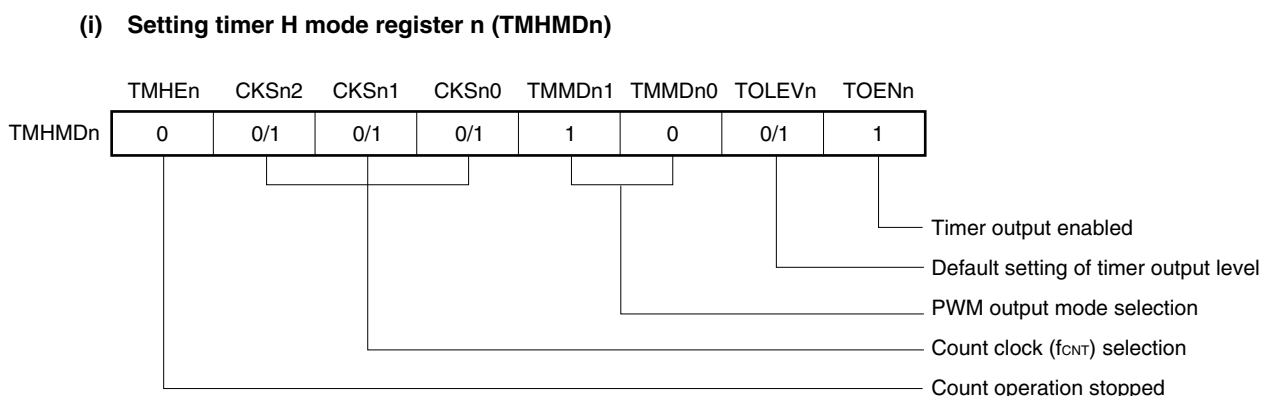 (i) Setting timer H mode register n (TMHMDn)
TMHEn CKSn2 CKSn1 CKSn0 TMMDn1 TMMDn0 TOLEVn TOENn
TMHMDn 0 0/1 0/1 0/1 1 0 0/1 1
Timer output enabled
Default setting of timer output level
PWM output mode selection
Count clock (fCNT) selection
Count operation stopped